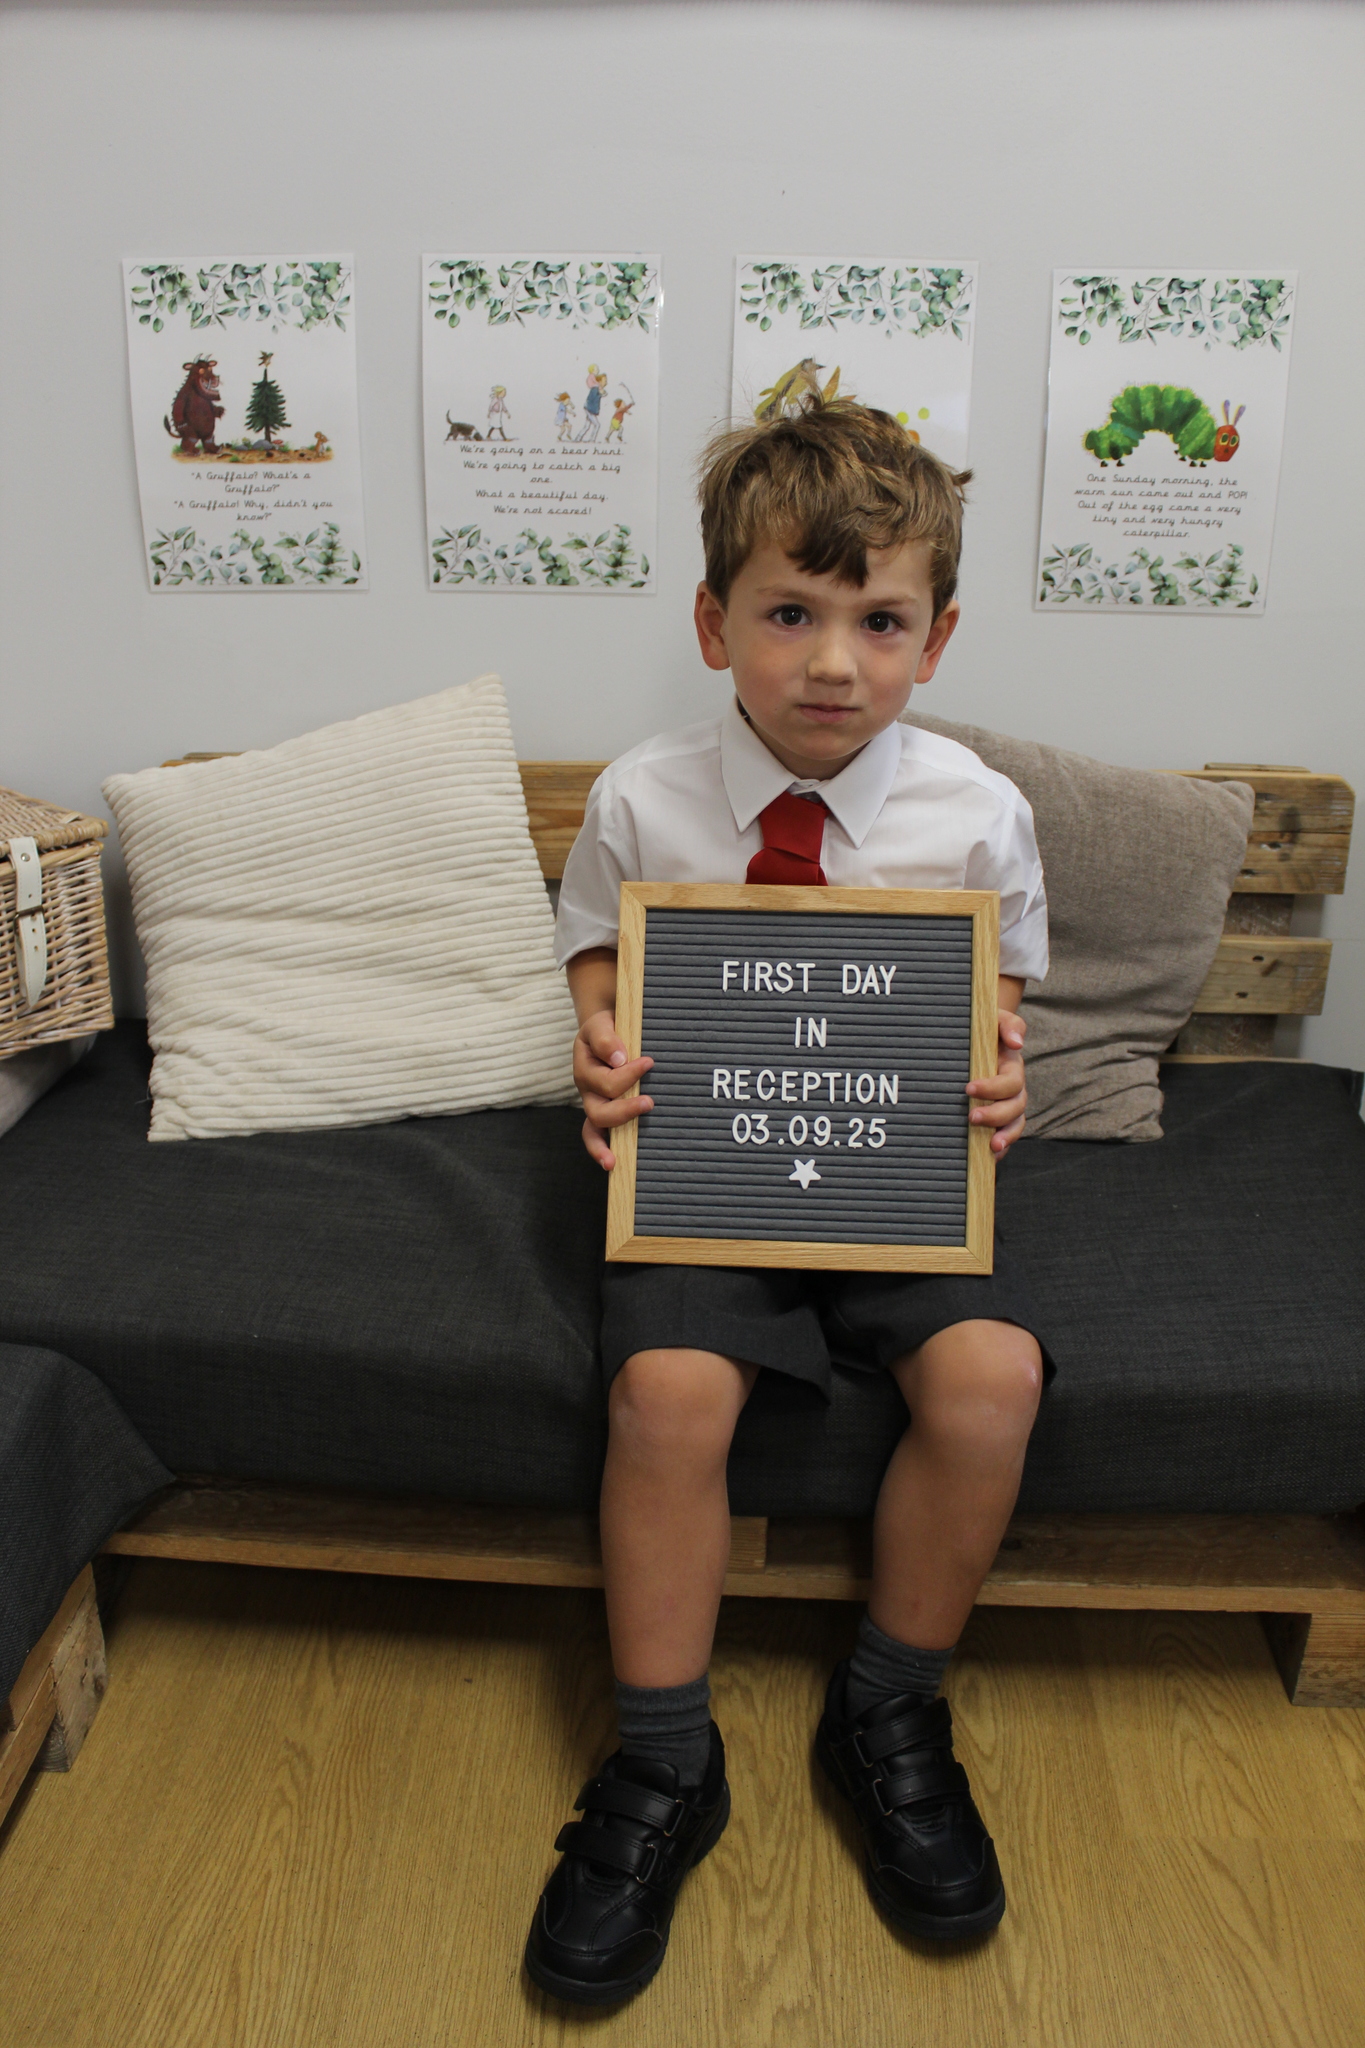 "A Gruffalo? What's a
Gruffalo?"
"A Gruffalo! Why, didn't you
know?"
We're going on a bear hunt.
We're going to catch a big
one.
What a beautiful day.
We're not scared!
One Sunday morning, the
warm sun came out and POP!
Out of the egg came a very
tiny and very hungry
caterpillar.
FIRST DAY
IN
RECEPTION
03.09.25